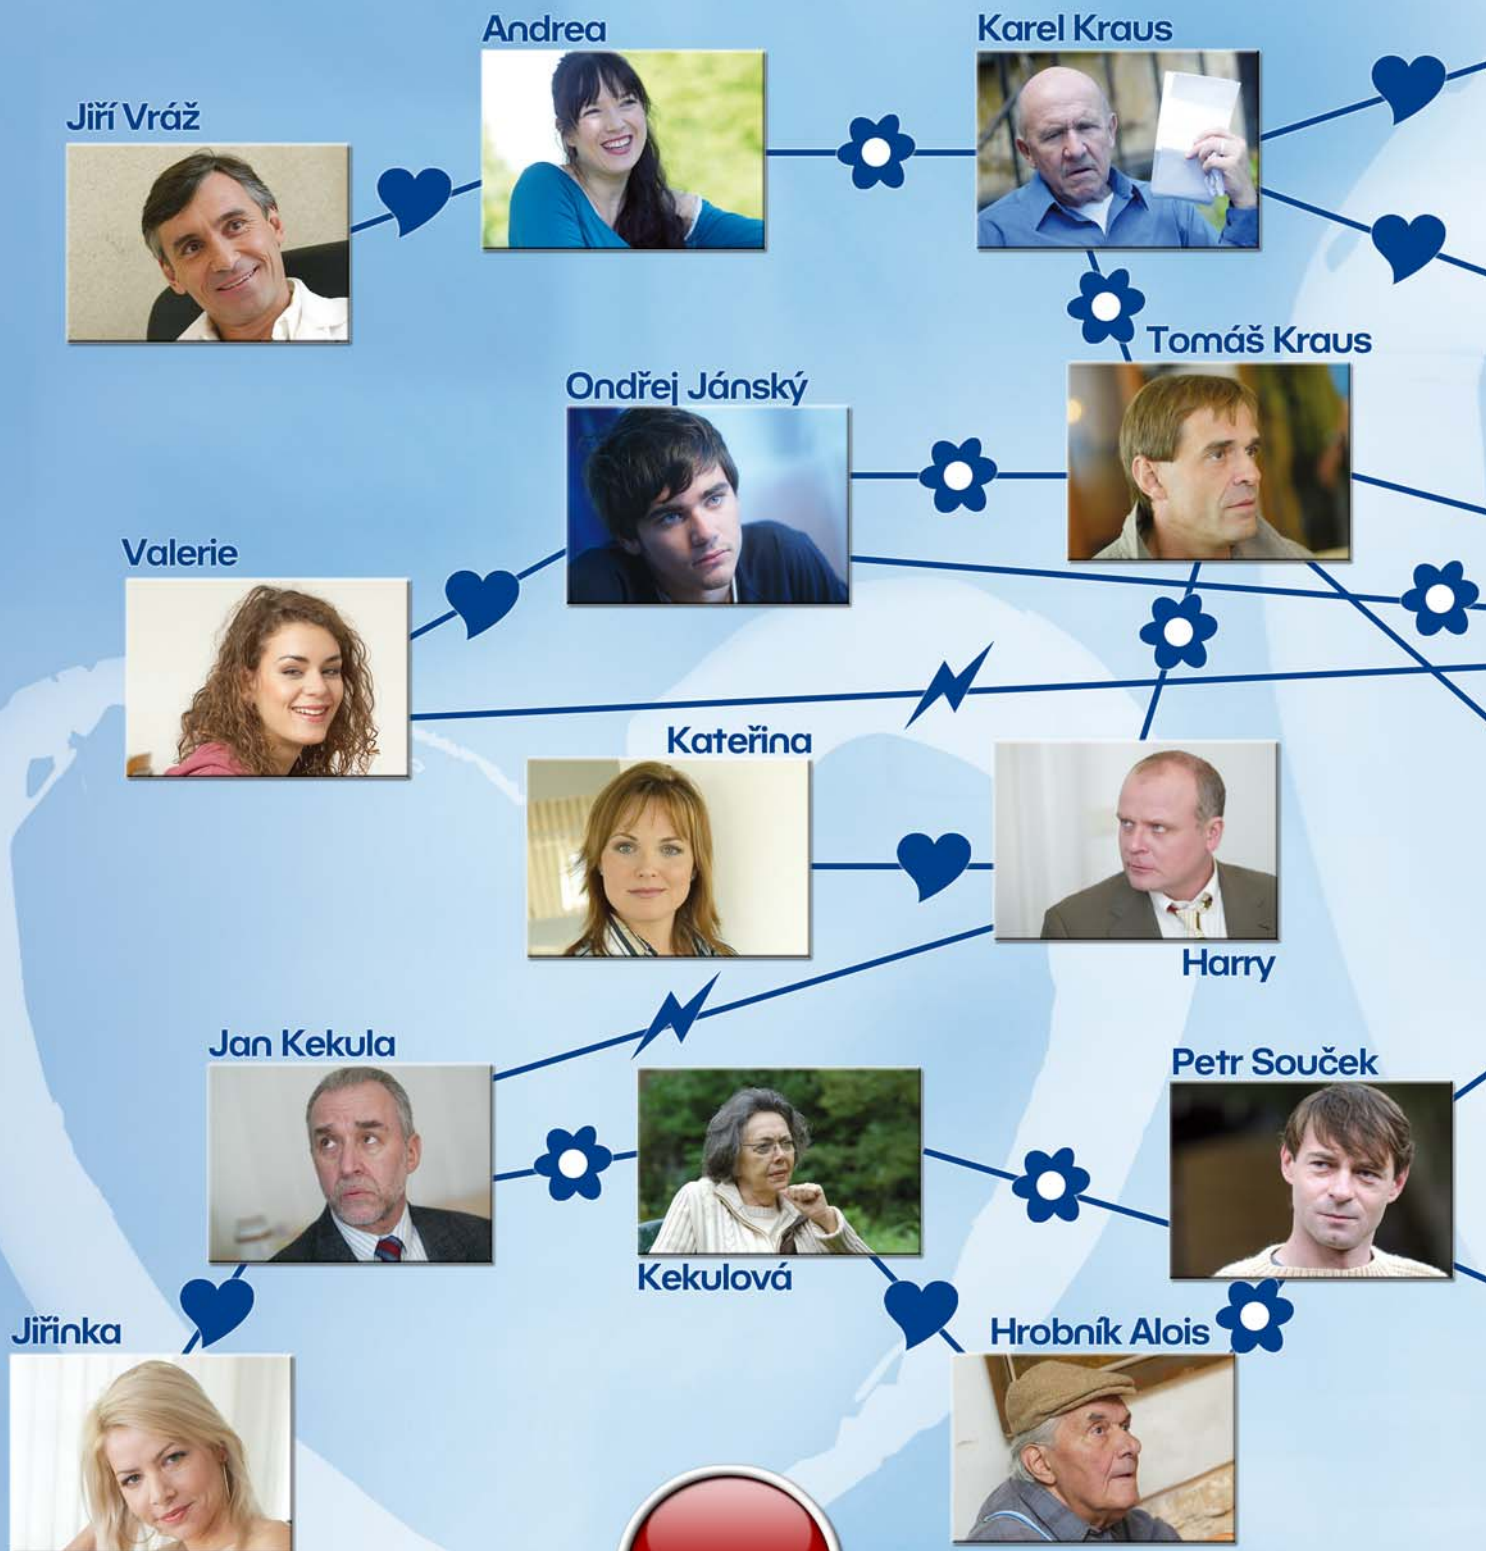 Andrea
Karel Kraus
Jiří Vráž
Tomáš Kraus
Ondřej Jánský
Valerie
Kateřina
Harry
Jan Kekula
Petr Souček
Kekulová
Jiřinka
Hrobník Alois